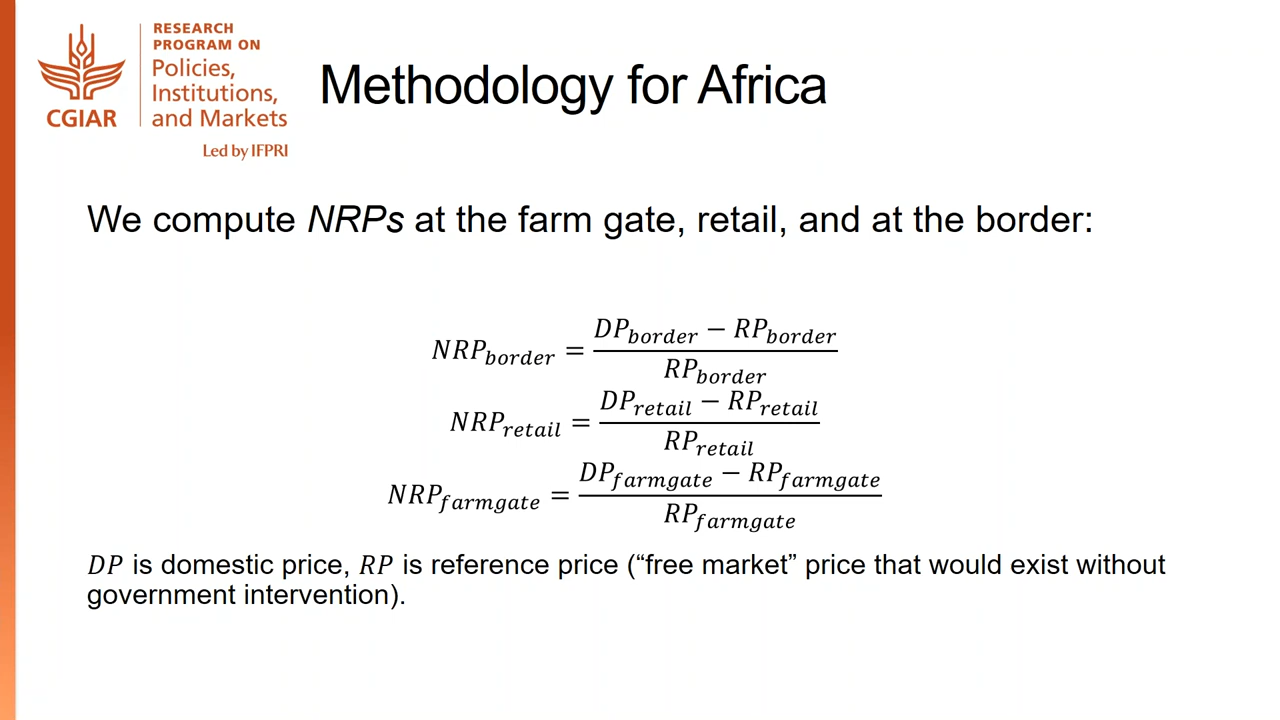 RESEARCH
PROGRAM ON
Policies,
Institutions,
and Markets
CGIAR
Led by IFPRI
Methodology for Africa
We compute NRPs at the farm gate, retail, and at the border:
NRP_border = (DP_border − RP_border) / RP_border
NRP_retail = (DP_retail − RP_retail) / RP_retail
NRP_farmgate = (DP_farmgate − RP_farmgate) / RP_farmgate
DP is domestic price, RP is reference price (“free market” price that would exist without
government intervention).